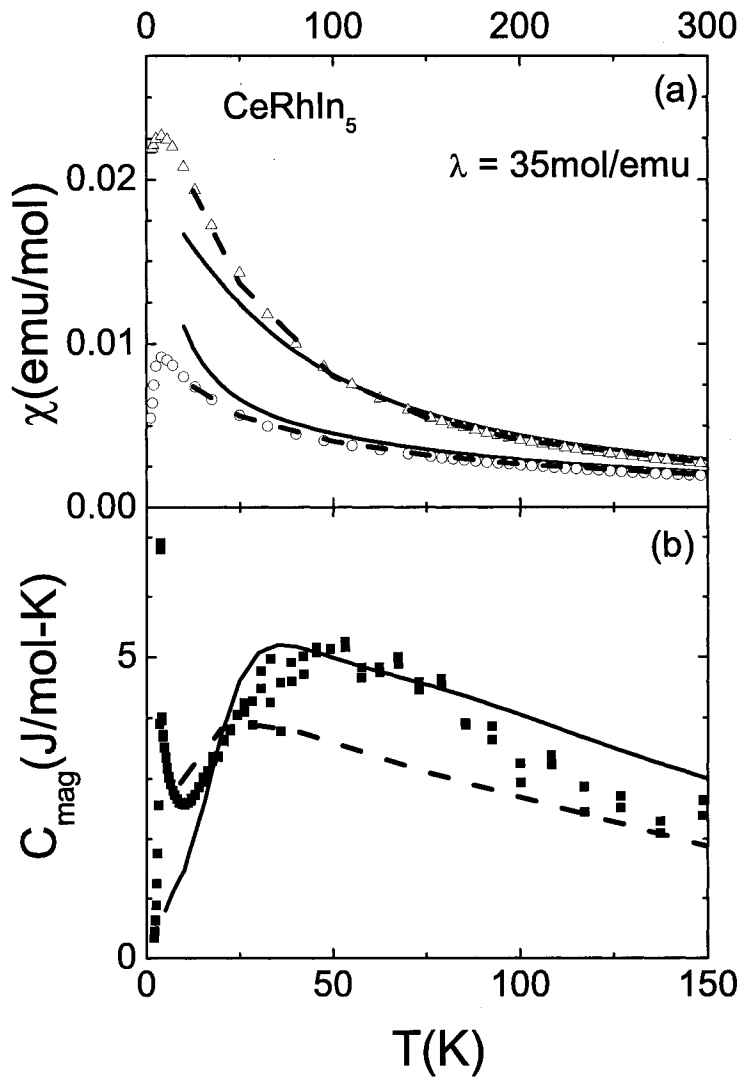 0 100 200 300
(a)
CeRhIn5
λ = 35mol/emu
0.02
0.01
0.00
χ(emu/mol)
(b)
5
0
Cmag(J/mol-K)
0 50 100 150
T(K)